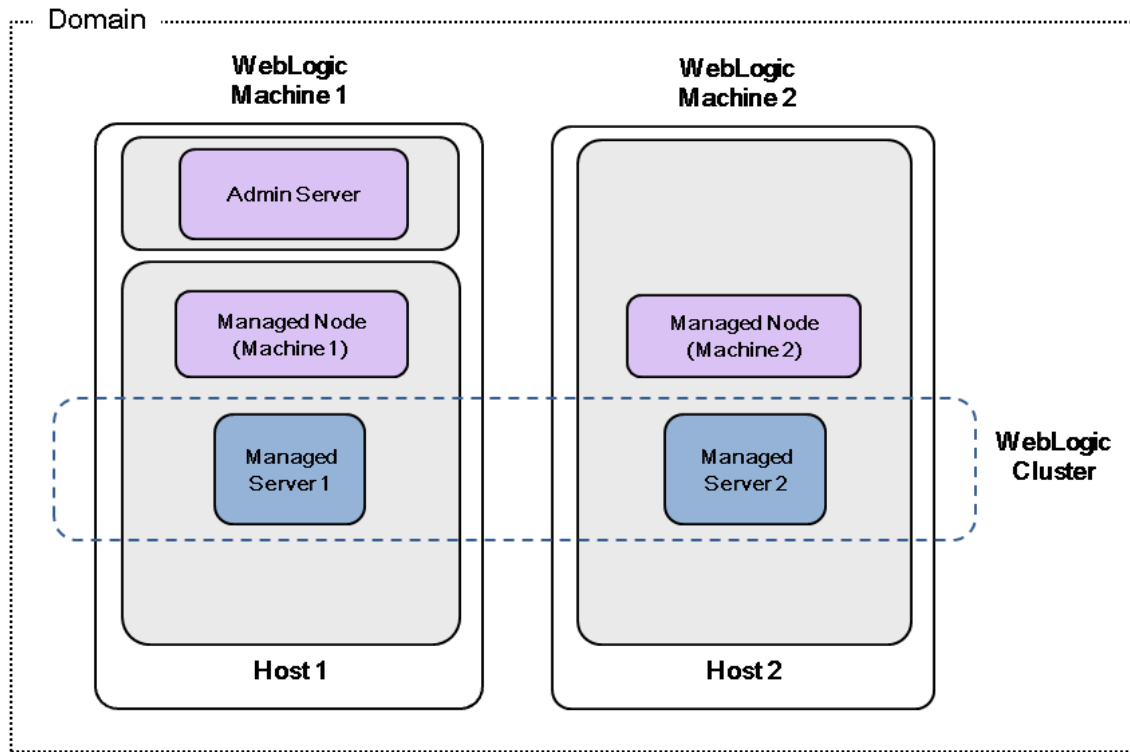 Domain
WebLogic
Machine 1
WebLogic
Machine 2
Admin Server
Managed Node
(Machine 1)
Managed Node
(Machine 2)
Managed
Server 1
Managed
Server 2
WebLogic
Cluster
Host 1
Host 2